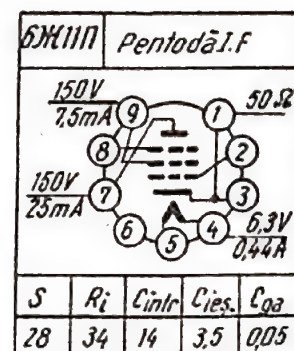 6Ж11П Pentodă Î.F
150V
7,5mA
9 1 50Ω
8 2
150V
25mA
7 3
6 5 4
6,3V
0,44A
S Ri Cintr Cieş. Cga
28 34 14 3,5 0,05